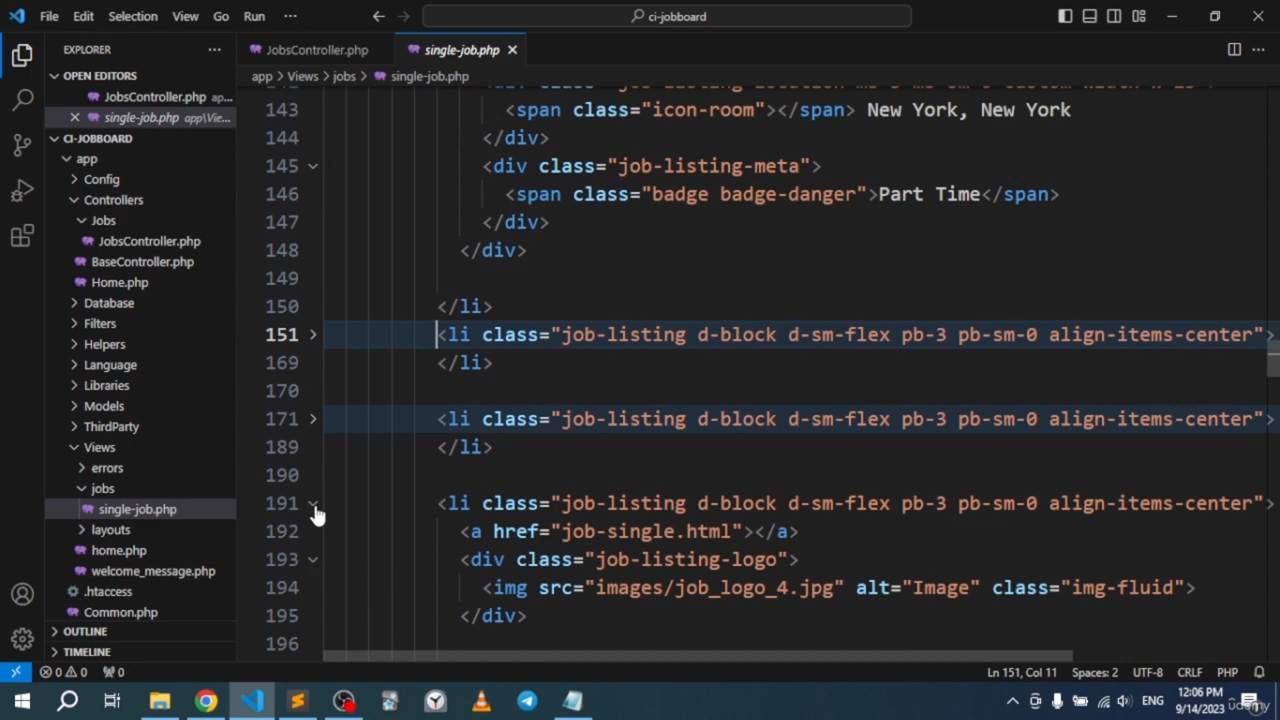 File Edit Selection View Go Run ··· ci-jobboard
EXPLORER ··· JobsController.php single-job.php
OPEN EDITORS
JobsController.php ap...
single-job.php app\Vie...
CI-JOBBOARD
app
Config
Controllers
Jobs
JobsController.php
BaseController.php
Home.php
Database
Filters
Helpers
Language
Libraries
Models
ThirdParty
Views
errors
jobs
single-job.php
layouts
home.php
welcome_message.php
.htaccess
Common.php
OUTLINE
TIMELINE
app > Views > jobs > single-job.php
143 <span class="icon-room"></span> New York, New York
144 </div>
145 <div class="job-listing-meta">
146 <span class="badge badge-danger">Part Time</span>
147 </div>
148 </div>
149
150 </li>
151 <li class="job-listing d-block d-sm-flex pb-3 pb-sm-0 align-items-center">
169 </li>
170
171 <li class="job-listing d-block d-sm-flex pb-3 pb-sm-0 align-items-center">
189 </li>
190
191 <li class="job-listing d-block d-sm-flex pb-3 pb-sm-0 align-items-center">
192 <a href="job-single.html"></a>
193 <div class="job-listing-logo">
194 <img src="images/job_logo_4.jpg" alt="Image" class="img-fluid">
195 </div>
196
0 0 0 Ln 151, Col 11 Spaces: 2 UTF-8 CRLF PHP
ENG 12:06 PM
9/14/2023
udemy